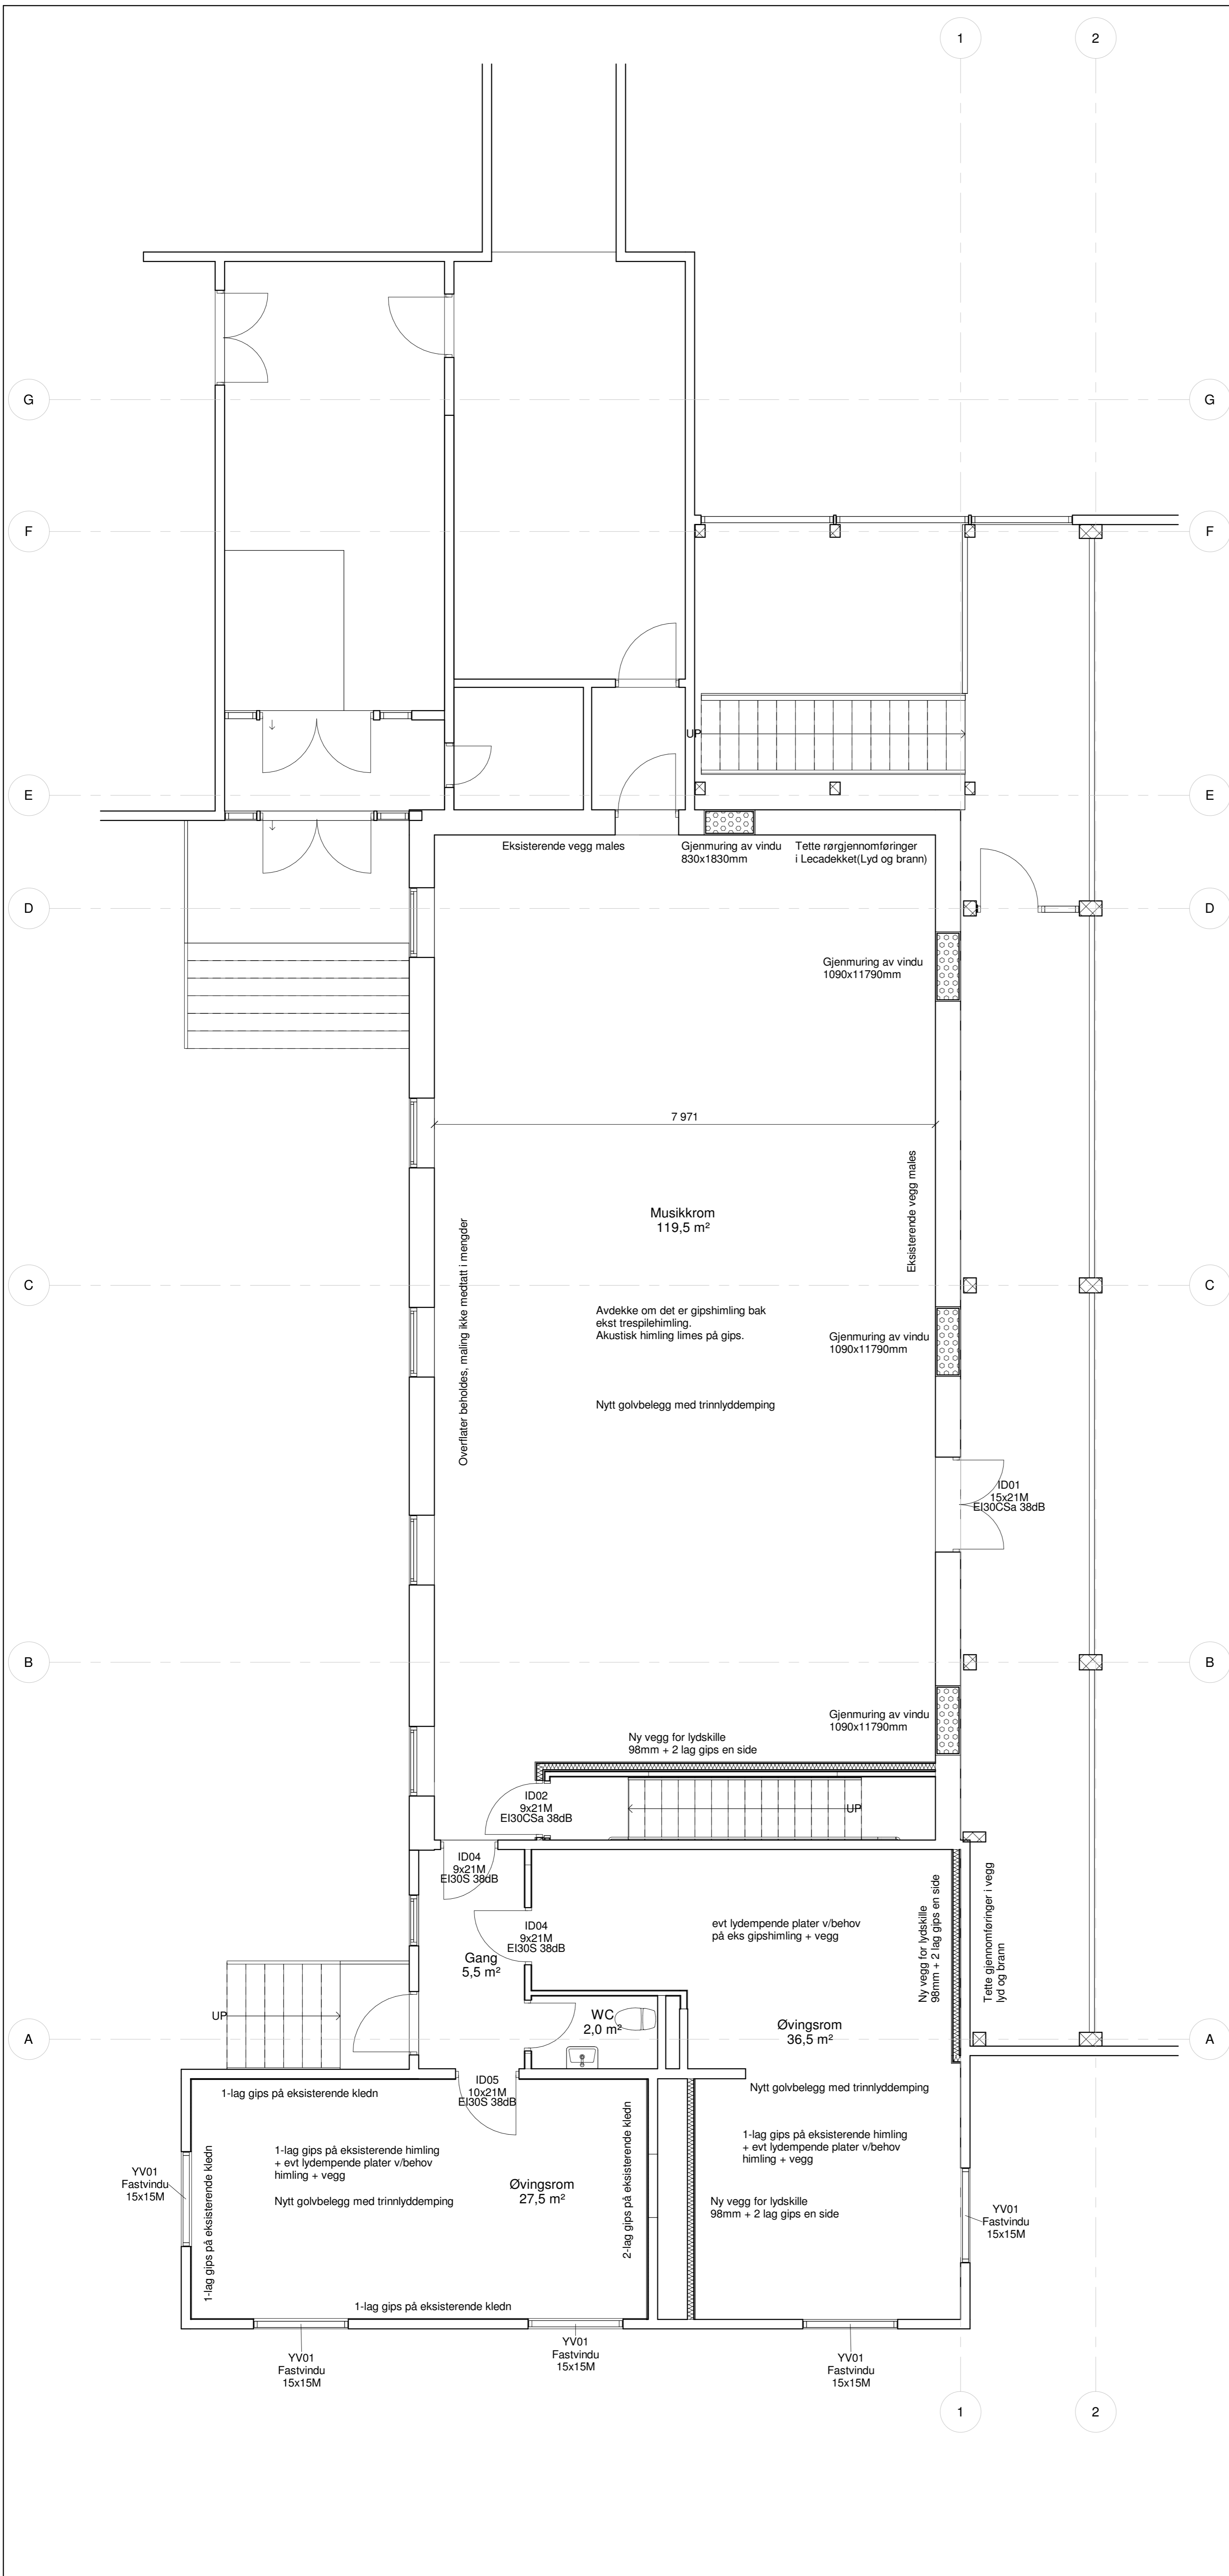 1
2
G
G
F
F
UP
E
E
Eksisterende vegg males
Gjenmuring av vindu
830x1830mm
Tette rørgjennomføringer
i Lecadekket(Lyd og brann)
D
D
Gjenmuring av vindu
1090x11790mm
7 971
Eksisterende vegg males
Musikkrom
119,5 m²
Overflater beholdes, maling ikke medtatt i mengder
C
C
Avdekke om det er gipshimling bak
ekst trespilehimling.
Akustisk himling limes på gips.
Gjenmuring av vindu
1090x11790mm
Nytt golvbelegg med trinnlyddemping
ID01
15x21M
EI30CSa 38dB
B
B
Gjenmuring av vindu
1090x11790mm
Ny vegg for lydskille
98mm + 2 lag gips en side
ID02
9x21M
EI30CSa 38dB
UP
ID04
9x21M
EI30S 38dB
ID04
9x21M
EI30S 38dB
evt lydempende plater v/behov
på eks gipshimling + vegg
Ny vegg for lydskille
98mm + 2 lag gips en side
Tette gjennomføringer i vegg
lyd og brann
Gang
5,5 m²
UP
WC
2,0 m²
Øvingsrom
36,5 m²
A
A
1-lag gips på eksisterende kledn
ID05
10x21M
EI30S 38dB
Nytt golvbelegg med trinnlyddemping
1-lag gips på eksisterende himling
+ evt lydempende plater v/behov
himling + vegg
1-lag gips på eksisterende himling
+ evt lydempende plater v/behov
himling + vegg
Nytt golvbelegg med trinnlyddemping
Øvingsrom
27,5 m²
2-lag gips på eksisterende kledn
1-lag gips på eksisterende kledn
YV01
Fastvindu
15x15M
Ny vegg for lydskille
98mm + 2 lag gips en side
YV01
Fastvindu
15x15M
1-lag gips på eksisterende kledn
YV01
Fastvindu
15x15M
YV01
Fastvindu
15x15M
YV01
Fastvindu
15x15M
1
2